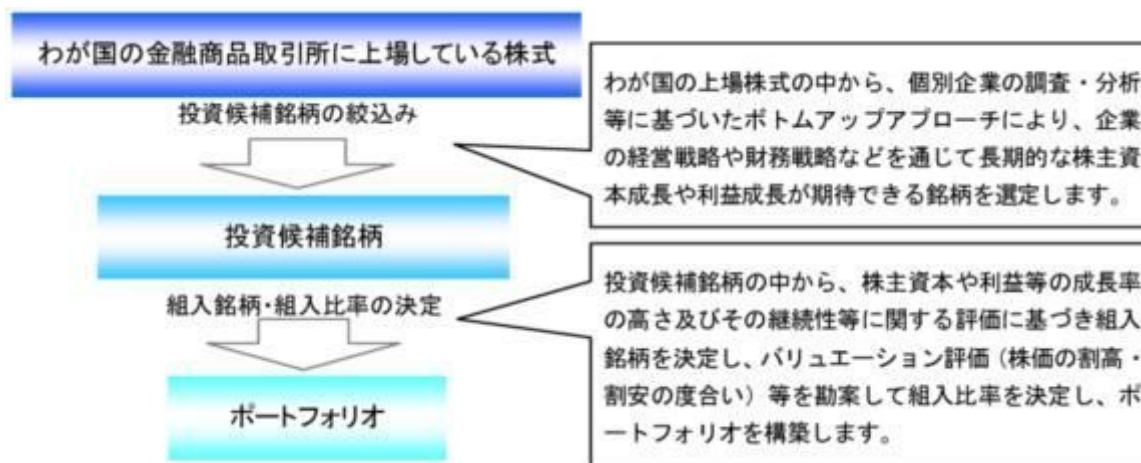 わが国の金融商品取引所に上場している株式
投資候補銘柄の絞込み
わが国の上場株式の中から、個別企業の調査・分析
等に基づいたボトムアップアプローチにより、企業
の経営戦略や財務戦略などを通じて長期的な株主資
本成長や利益成長が期待できる銘柄を選定します。
投資候補銘柄
組入銘柄・組入比率の決定
投資候補銘柄の中から、株主資本や利益等の成長率
の高さ及びその継続性等に関する評価に基づき組入
銘柄を決定し、バリュエーション評価（株価の割高・
割安の度合い）等を勘案して組入比率を決定し、ポ
ートフォリオを構築します。
ポートフォリオ